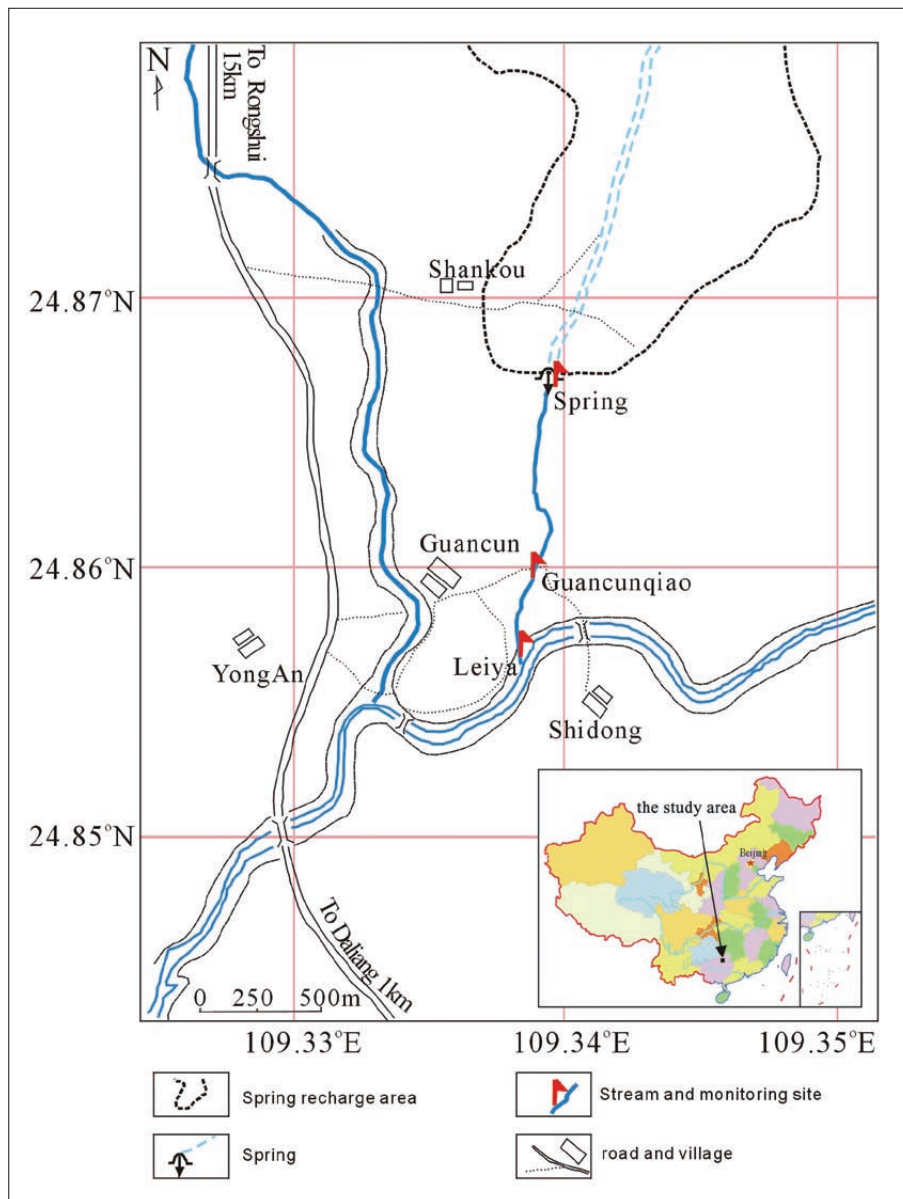 N
To Rongshui
15km
Shankou
24.87°N
Spring
Guancun
24.86°N
Guancunqiao
YongAn
Leiya
Shidong
24.85°N
the study area
Beijing
To Daliang 1km
0 250 500m
109.33°E 109.34°E 109.35°E
Spring recharge area
Stream and monitoring site
Spring
road and village